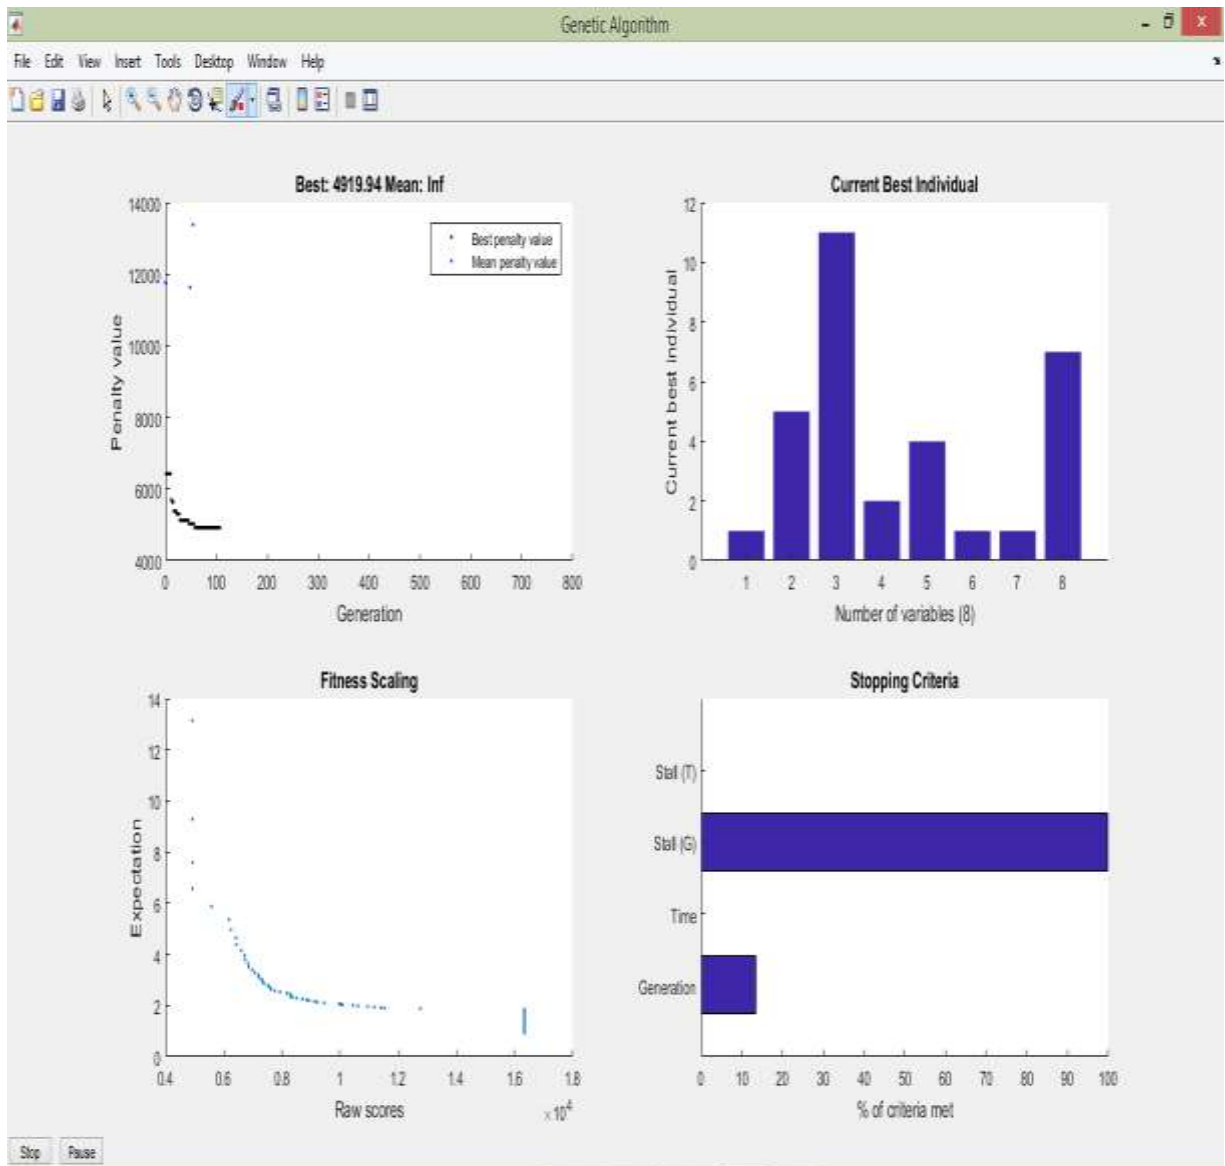 Genetic Algorithm
File Edit View Insert Tools Desktop Window Help
Best: 4919.94 Mean: Inf
14000
12000
10000
8000
6000
4000
Penalty value
Best penalty value
Mean penalty value
0 100 200 300 400 500 600 700 800
Generation
Current Best Individual
12
10
8
6
4
2
0
Current best individual
1 2 3 4 5 6 7 8
Number of variables (8)
Fitness Scaling
14
12
10
8
6
4
2
0
Expectation
0.4 0.6 0.8 1 1.2 1.4 1.6 1.8
Raw scores
×10^4
Stopping Criteria
Stall (T)
Stall (G)
Time
Generation
0 10 20 30 40 50 60 70 80 90 100
% of criteria met
Stop Pause